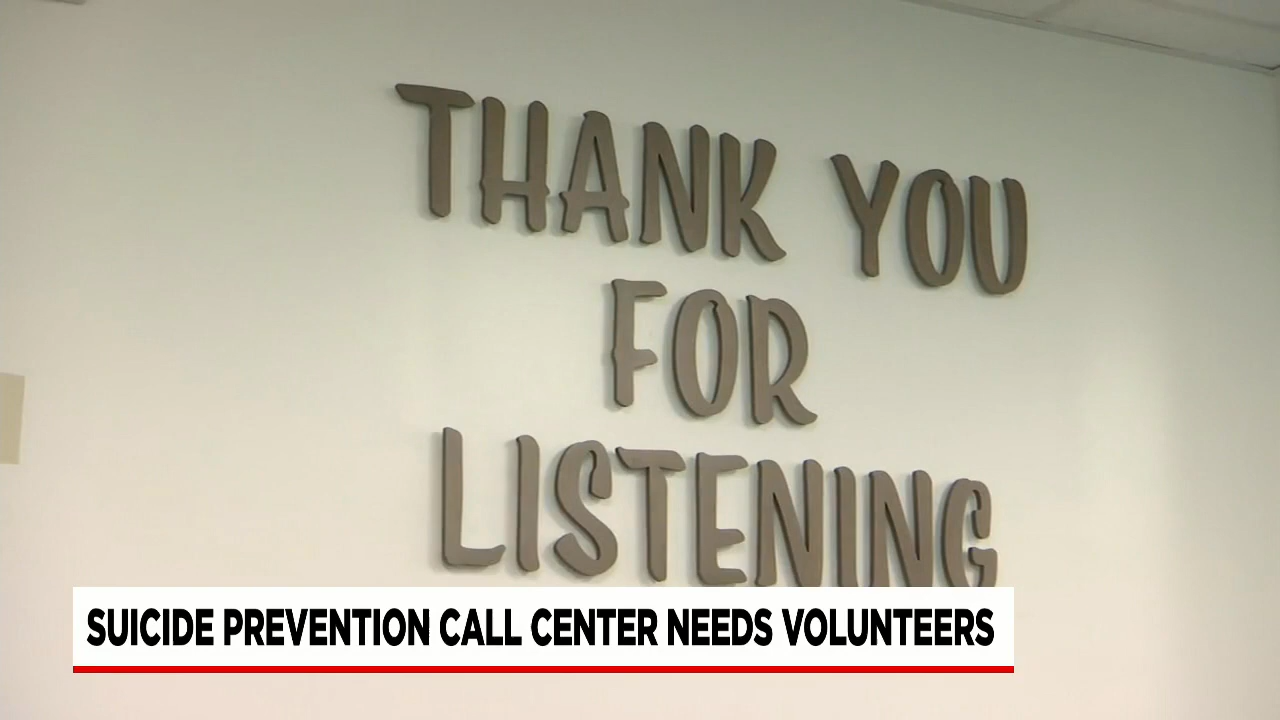 THANK YOU
FOR
LISTENING
SUICIDE PREVENTION CALL CENTER NEEDS VOLUNTEERS